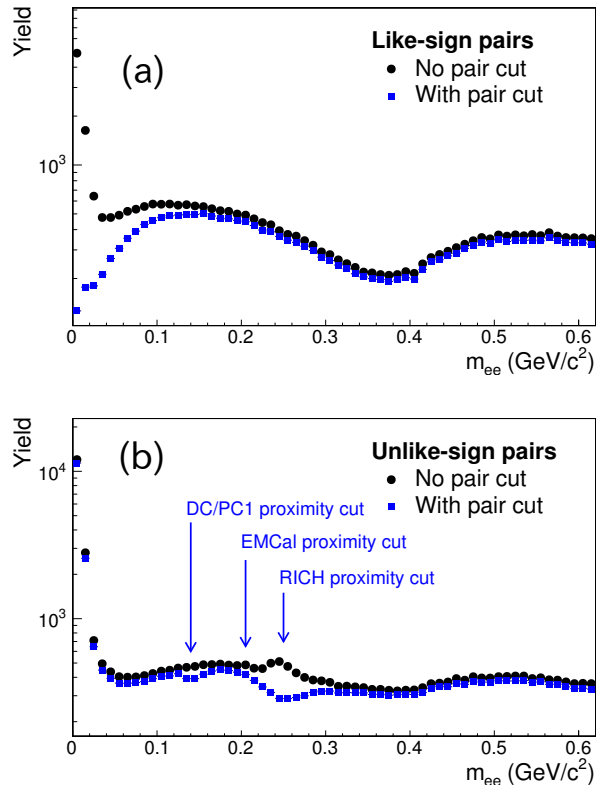 Yield
(a)
Like-sign pairs
No pair cut
With pair cut
10³
0 0.1 0.2 0.3 0.4 0.5 0.6
m_ee (GeV/c²)
Yield
(b)
Unlike-sign pairs
No pair cut
With pair cut
10⁴
DC/PC1 proximity cut
EMCal proximity cut
RICH proximity cut
10³
0 0.1 0.2 0.3 0.4 0.5 0.6
m_ee (GeV/c²)